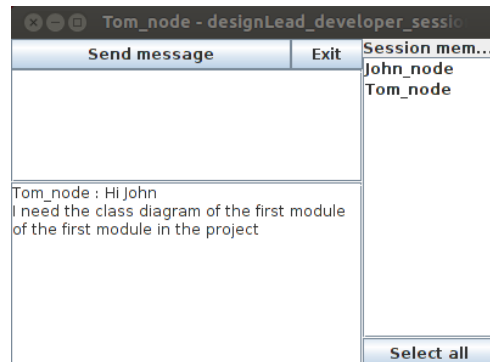 Tom_node - designLead_developer_sessio
Send message
Exit
Session mem...
John_node
Tom_node
Tom_node : Hi John
I need the class diagram of the first module
of the first module in the project
Select all